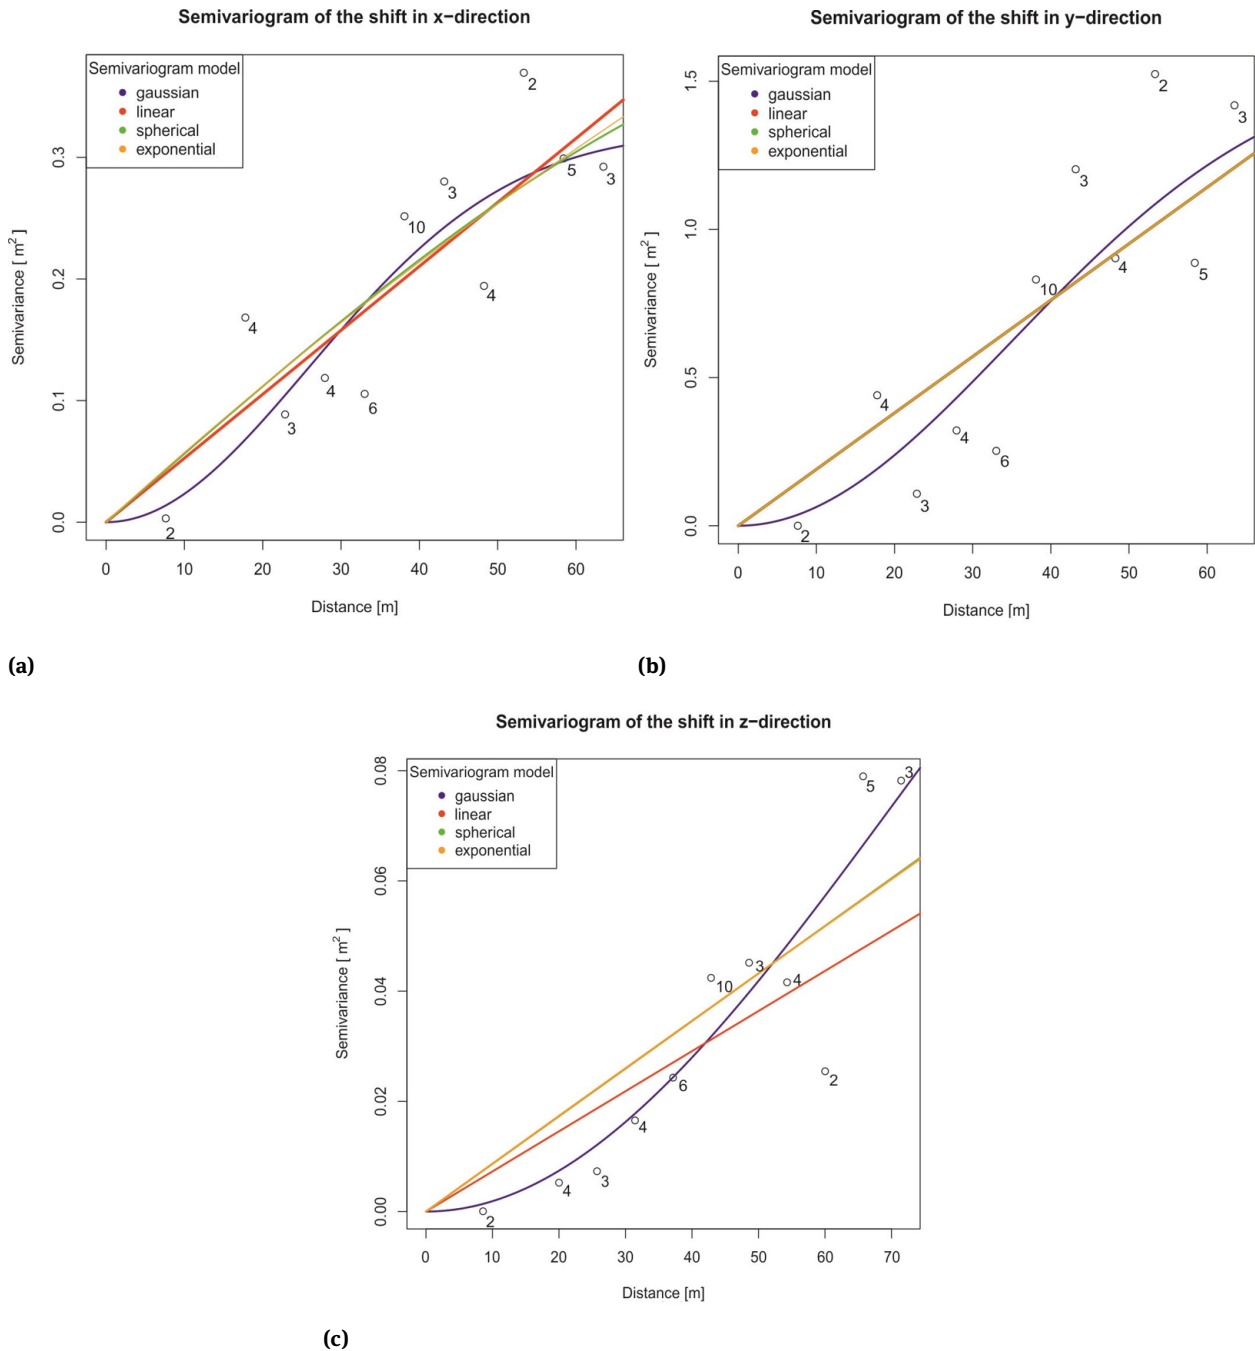 Semivariogram of the shift in x−direction
Semivariogram model
gaussian
linear
spherical
exponential
Semivariance [ m²]
0.0 0.1 0.2 0.3
2
4
3
4
6
10
3
4
2
5
3
0 10 20 30 40 50 60
Distance [m]
(a)
Semivariogram of the shift in y−direction
Semivariogram model
gaussian
linear
spherical
exponential
Semivariance [ m²]
0.0 0.5 1.0 1.5
2
4
3
4
6
10
3
4
2
5
3
0 10 20 30 40 50 60
Distance [m]
(b)
Semivariogram of the shift in z−direction
Semivariogram model
gaussian
linear
spherical
exponential
Semivariance [ m²]
0.00 0.02 0.04 0.06 0.08
2
4
3
4
6
10
3
4
2
5
3
0 10 20 30 40 50 60 70
Distance [m]
(c)